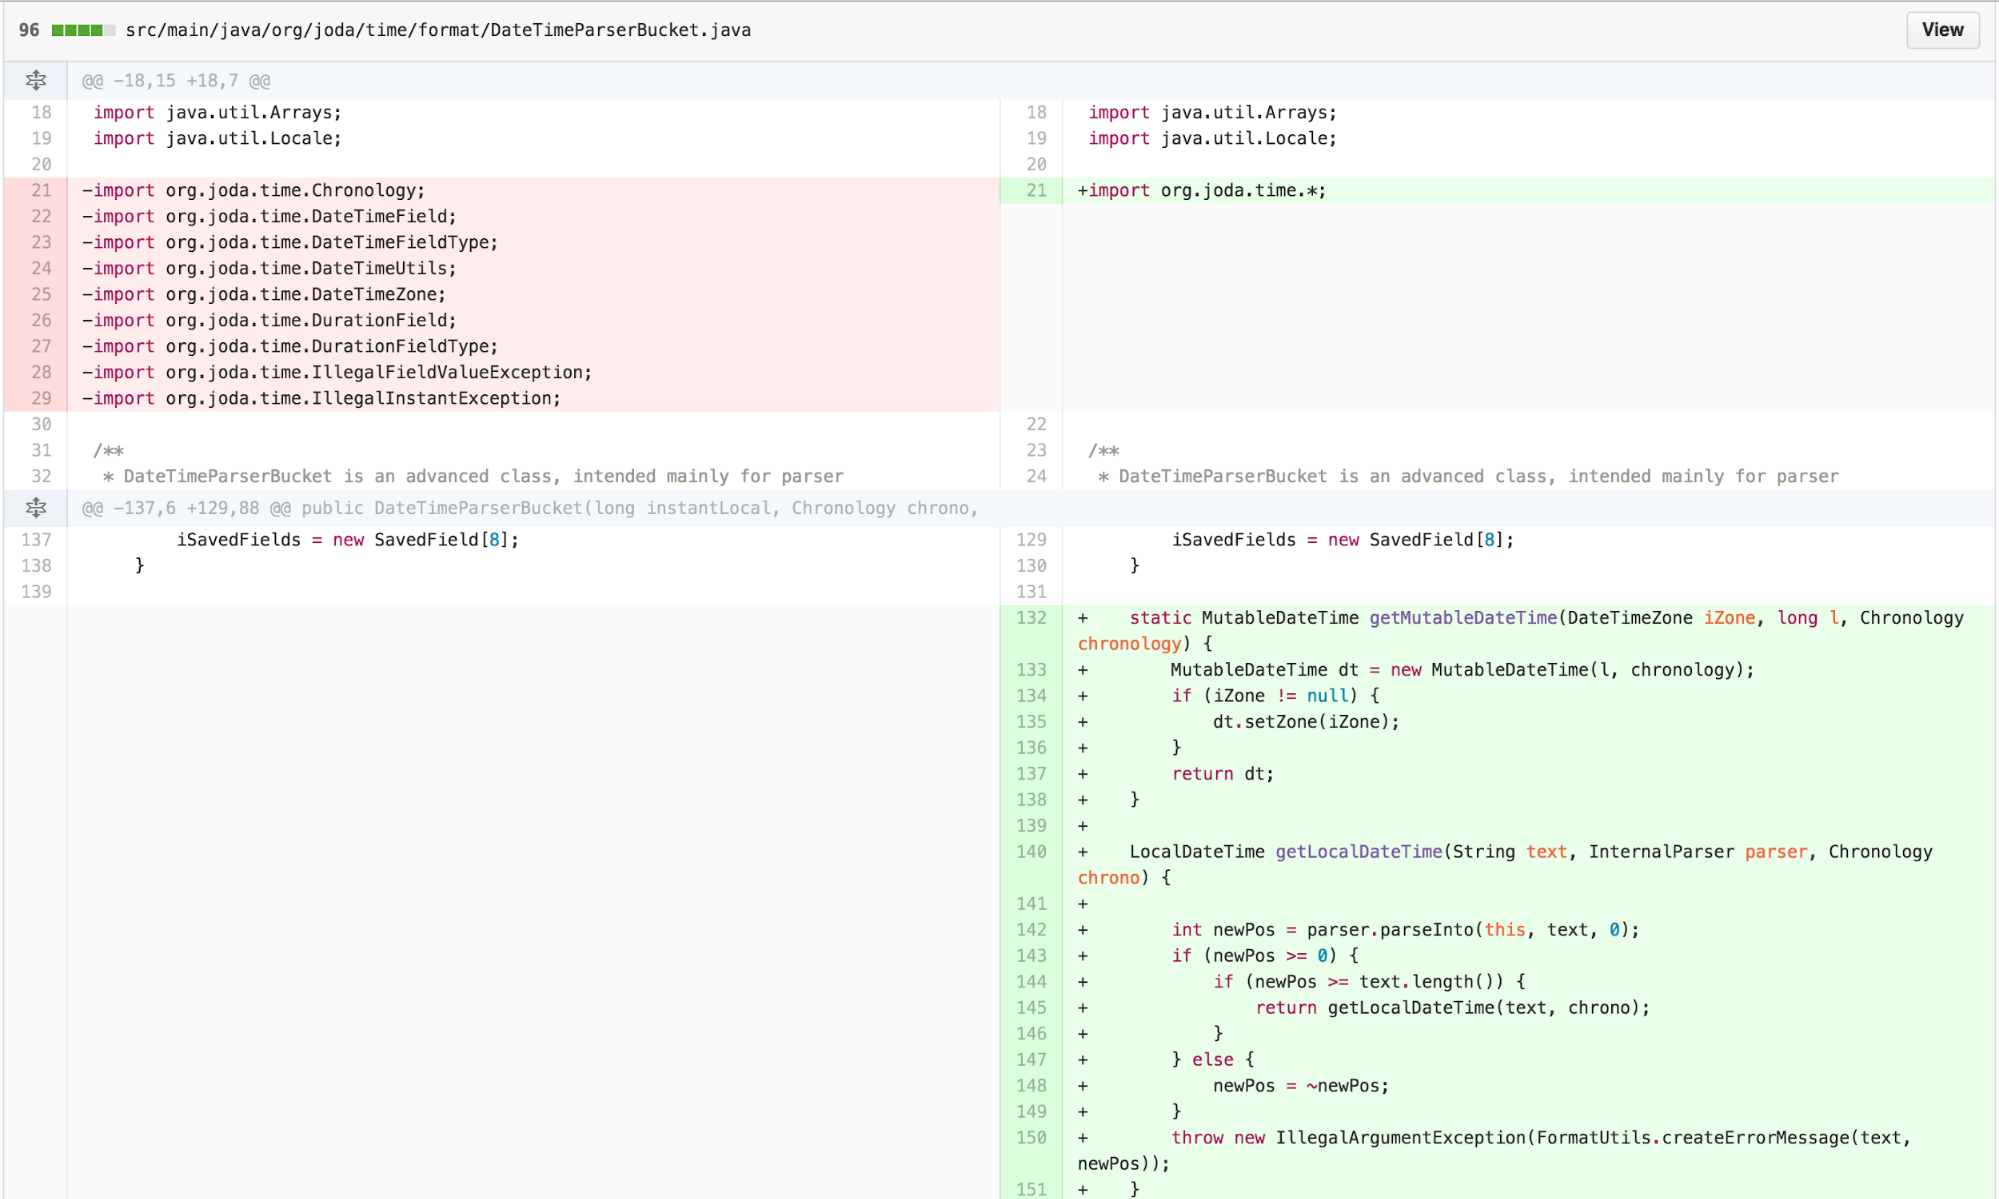 96 src/main/java/org/joda/time/format/DateTimeParserBucket.java View
@@ -18,15 +18,7 @@
18 import java.util.Arrays;
19 import java.util.Locale;
20
21 -import org.joda.time.Chronology;
22 -import org.joda.time.DateTimeField;
23 -import org.joda.time.DateTimeFieldType;
24 -import org.joda.time.DateTimeUtils;
25 -import org.joda.time.DateTimeZone;
26 -import org.joda.time.DurationField;
27 -import org.joda.time.DurationFieldType;
28 -import org.joda.time.IllegalFieldValueException;
29 -import org.joda.time.IllegalInstantException;
30
31 /**
32 * DateTimeParserBucket is an advanced class, intended mainly for parser
18 import java.util.Arrays;
19 import java.util.Locale;
20
21 +import org.joda.time.*;
22
23 /**
24 * DateTimeParserBucket is an advanced class, intended mainly for parser
@@ -137,6 +129,88 @@ public DateTimeParserBucket(long instantLocal, Chronology chrono,
137 iSavedFields = new SavedField[8];
138 }
139
129 iSavedFields = new SavedField[8];
130 }
131
132 + static MutableDateTime getMutableDateTime(DateTimeZone iZone, long l, Chronology
chronology) {
133 + MutableDateTime dt = new MutableDateTime(l, chronology);
134 + if (iZone != null) {
135 + dt.setZone(iZone);
136 + }
137 + return dt;
138 + }
139 +
140 + LocalDateTime getLocalDateTime(String text, InternalParser parser, Chronology
chrono) {
141 +
142 + int newPos = parser.parseInto(this, text, 0);
143 + if (newPos >= 0) {
144 + if (newPos >= text.length()) {
145 + return getLocalDateTime(text, chrono);
146 + }
147 + } else {
148 + newPos = ~newPos;
149 + }
150 + throw new IllegalArgumentException(FormatUtils.createErrorMessage(text,
newPos));
151 + }